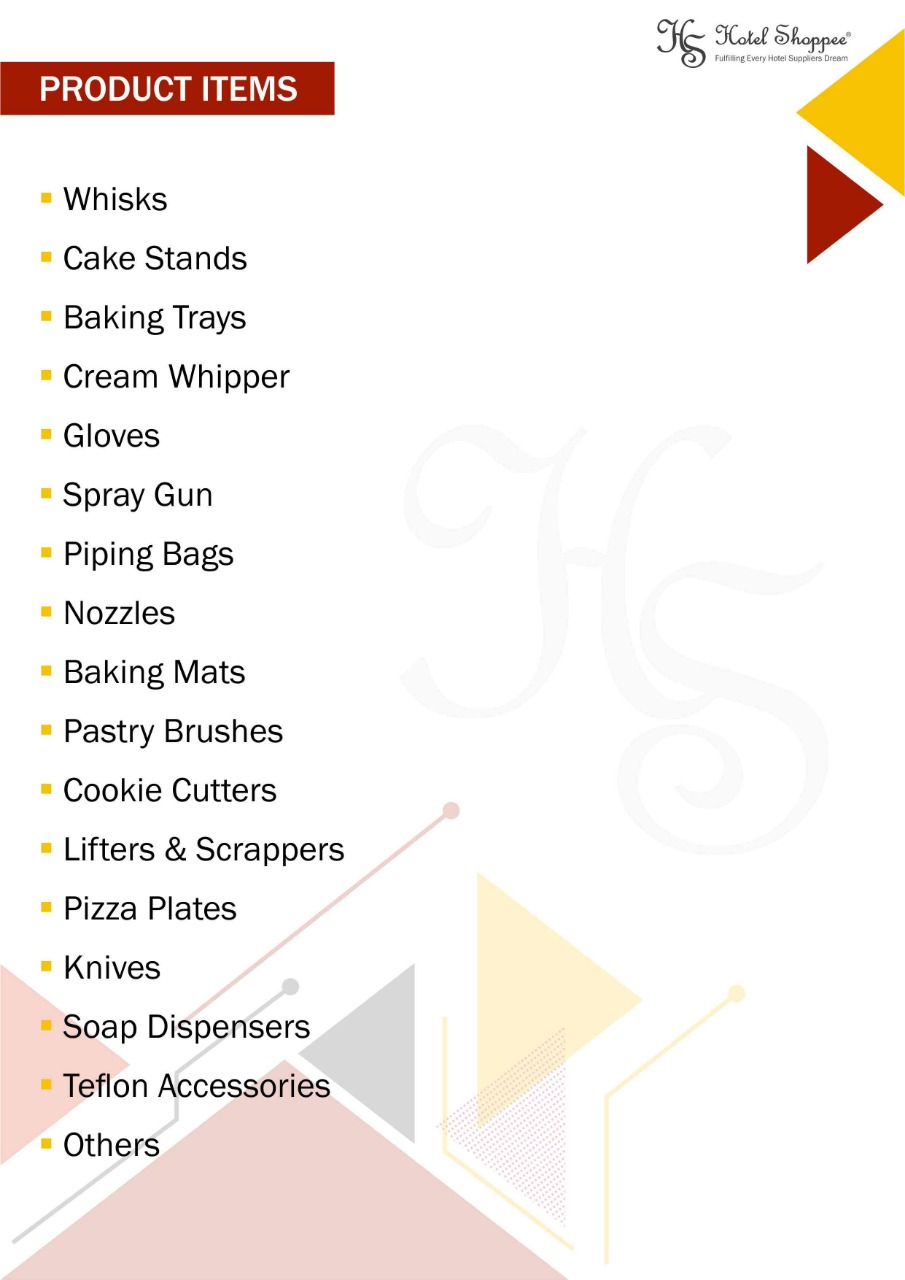 HS Hotel Shoppee®
Fulfilling Every Hotel Suppliers Dream
PRODUCT ITEMS
Whisks
Cake Stands
Baking Trays
Cream Whipper
Gloves
Spray Gun
Piping Bags
Nozzles
Baking Mats
Pastry Brushes
Cookie Cutters
Lifters & Scrappers
Pizza Plates
Knives
Soap Dispensers
Teflon Accessories
Others
HS